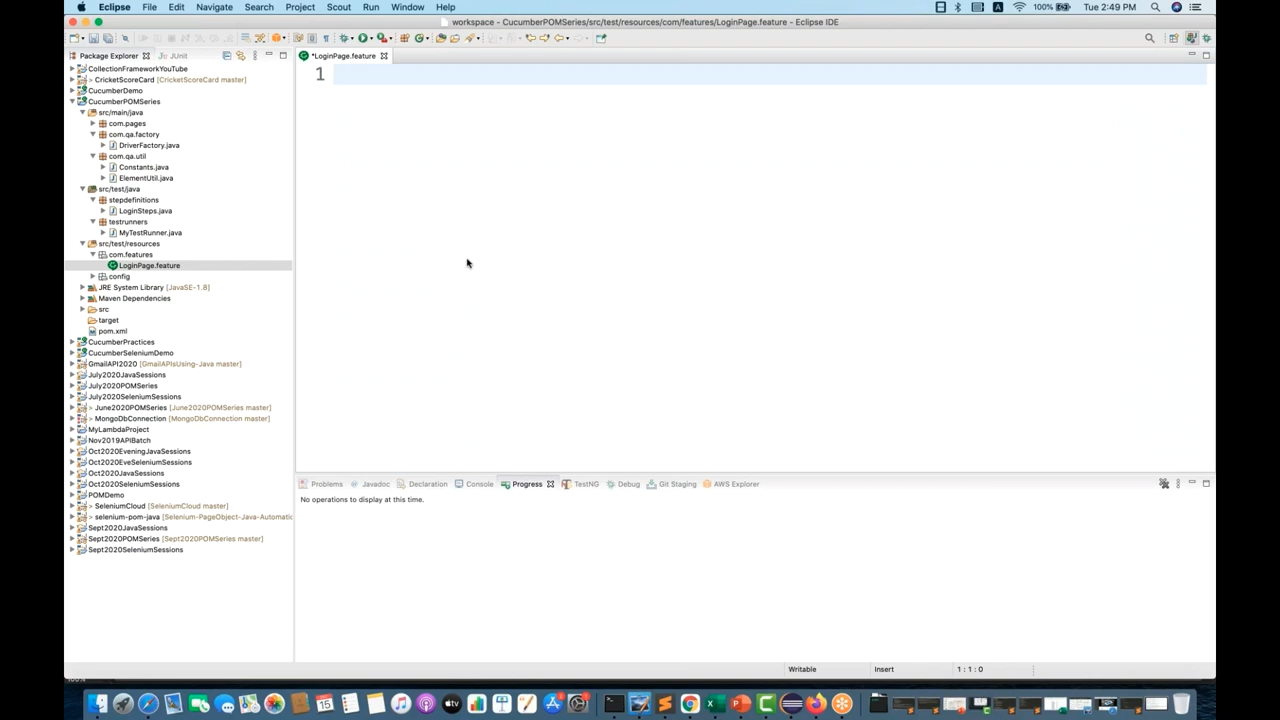 Eclipse File Edit Navigate Search Project Scout Run Window Help 100% Tue 2:49 PM
workspace - CucumberPOMSeries/src/test/resources/com/features/LoginPage.feature - Eclipse IDE
Package Explorer JUnit
*LoginPage.feature
1
CollectionFrameworkYouTube
> CricketScoreCard [CricketScoreCard master]
CucumberDemo
CucumberPOMSeries
src/main/java
com.pages
com.qa.factory
DriverFactory.java
com.qa.util
Constants.java
ElementUtil.java
src/test/java
stepdefinitions
LoginSteps.java
testrunners
MyTestRunner.java
src/test/resources
com.features
LoginPage.feature
config
JRE System Library [JavaSE-1.8]
Maven Dependencies
src
target
pom.xml
CucumberPractices
CucumberSeleniumDemo
GmailAPI2020 [GmailAPIsUsing-Java master]
July2020JavaSessions
July2020POMSeries
July2020SeleniumSessions
> June2020POMSeries [June2020POMSeries master]
> MongoDbConnection [MongoDbConnection master]
MyLambdaProject
Nov2019APIBatch
Oct2020EveningJavaSessions
Oct2020EveSeleniumSessions
Oct2020JavaSessions
Oct2020SeleniumSessions
POMDemo
> SeleniumCloud [SeleniumCloud master]
> selenium-pom-java [Selenium-PageObject-Java-Automatic
Sept2020JavaSessions
Sept2020POMSeries [Sept2020POMSeries master]
Sept2020SeleniumSessions
Problems Javadoc Declaration Console Progress TestNG Debug Git Staging AWS Explorer
No operations to display at this time.
Writable Insert 1 : 1 : 0